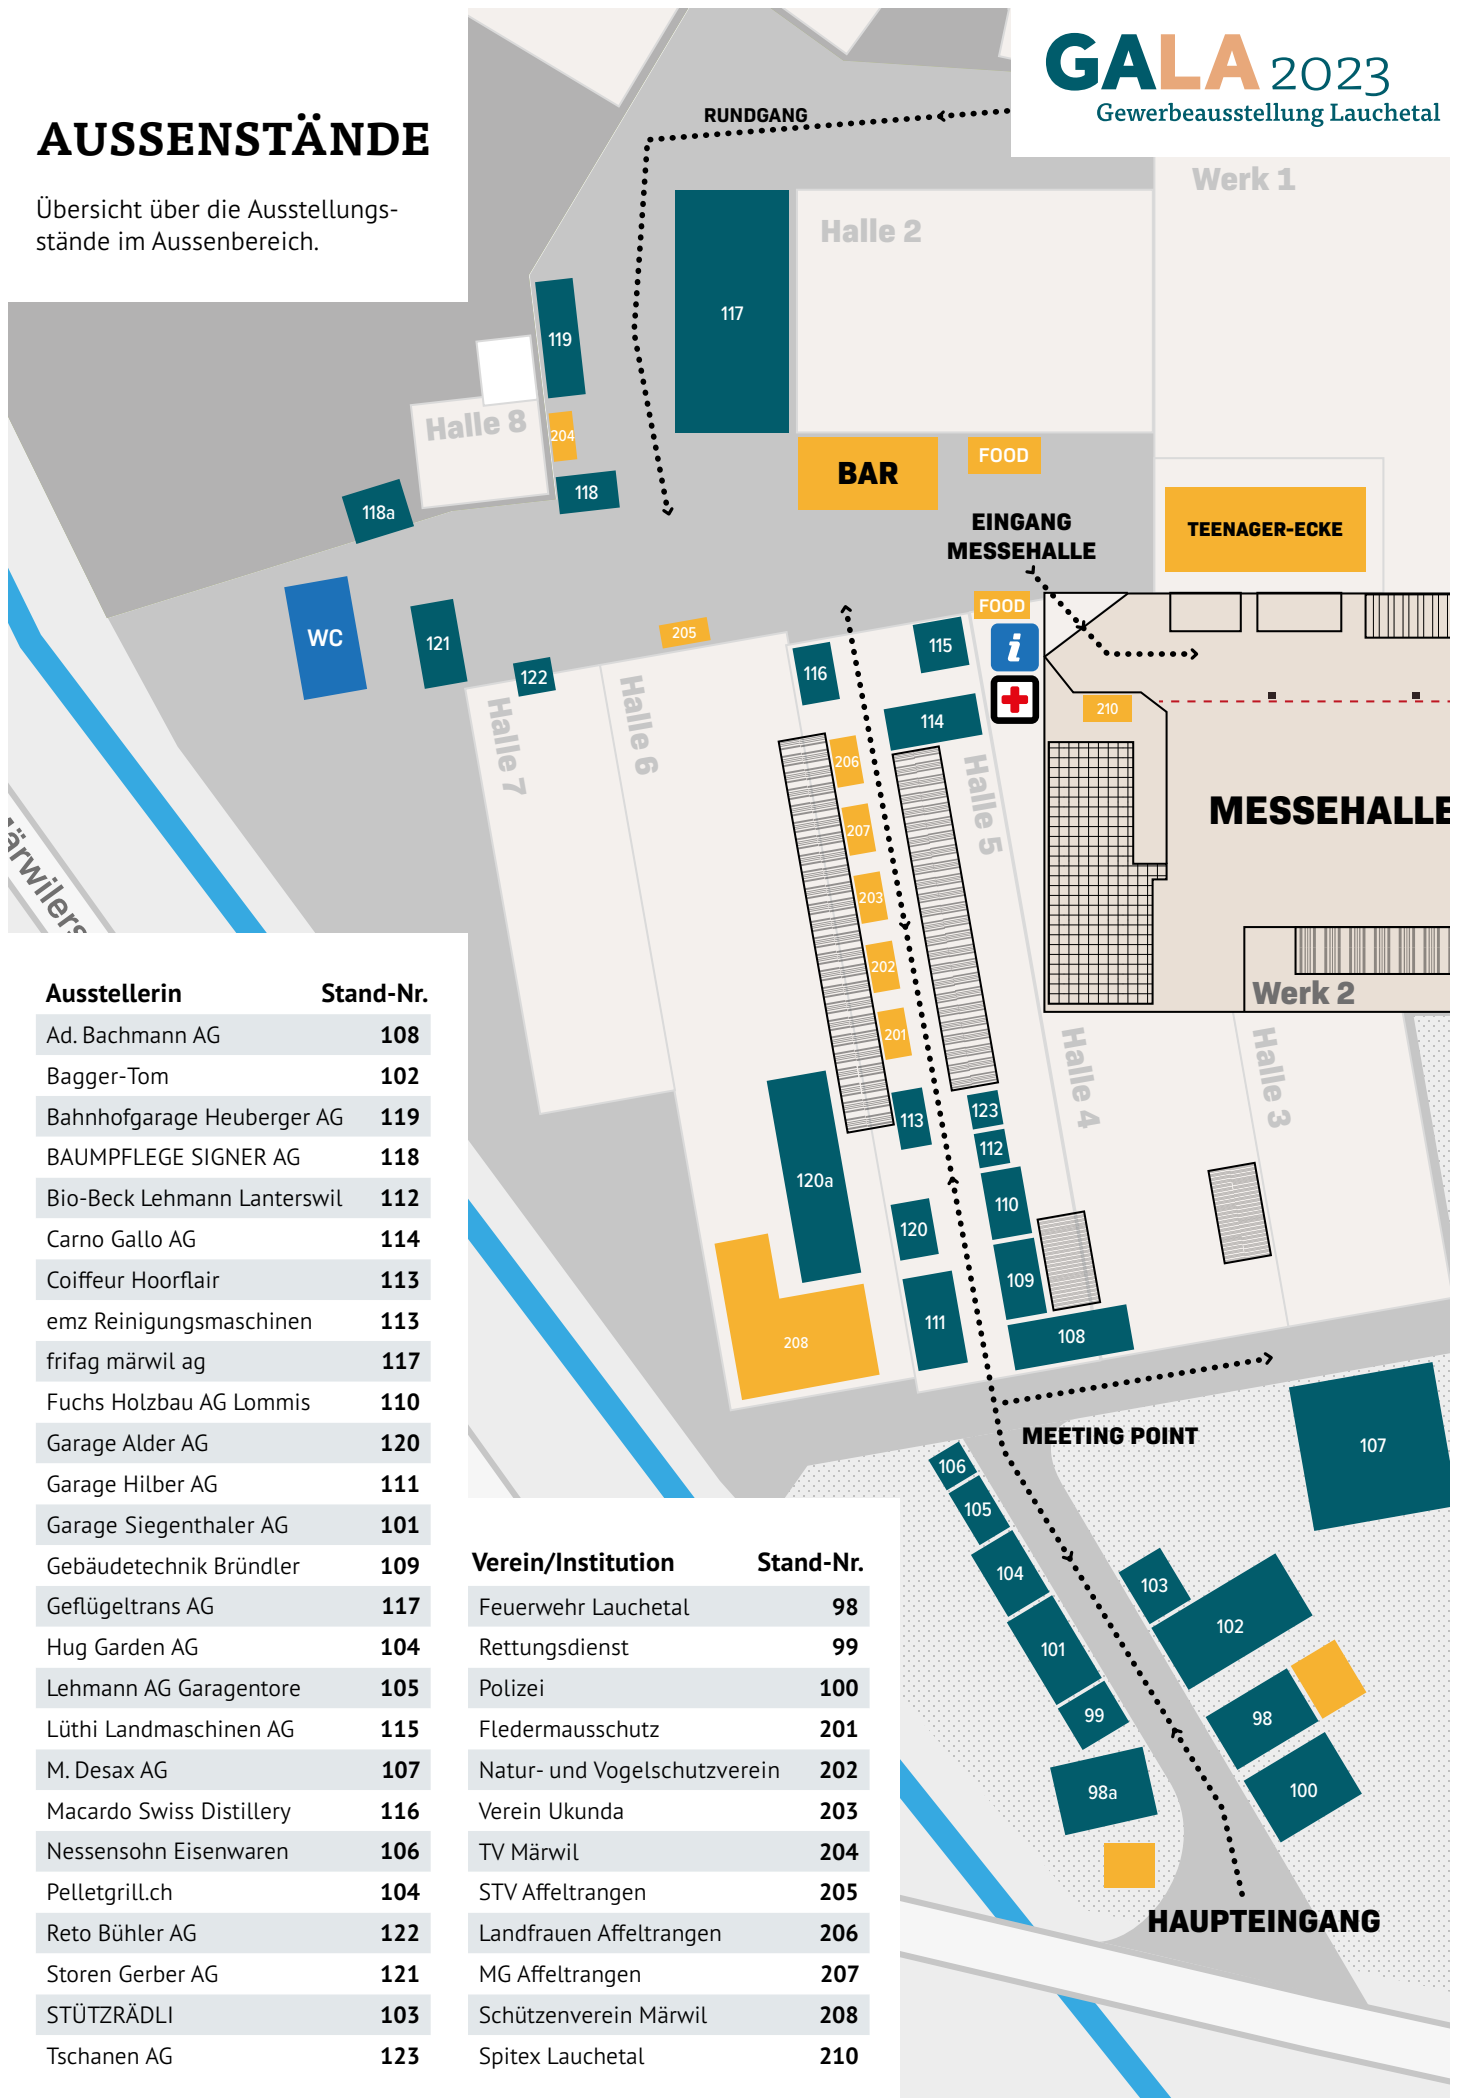 AUSSENSTÄNDE
Übersicht über die Ausstellungs-
stände im Aussenbereich.
GALA 2023
Gewerbeausstellung Lauchetal
RUNDGANG
Werk 1
Halle 2
117
119
Halle 8
204
118
118a
BAR
FOOD
EINGANG
MESSEHALLE
TEENAGER-ECKE
FOOD
i
WC
121
122
205
116
115
114
210
Halle 7
Halle 6
Halle 5
206
207
203
202
201
MESSEHALLE
Werk 2
Halle 4
Halle 3
113
123
112
120a
110
120
109
111
108
208
MEETING POINT
107
106
105
104
103
102
101
99
98
98a
100
HAUPTEINGANG
Ausstellerin Stand-Nr.
Ad. Bachmann AG 108
Bagger-Tom 102
Bahnhofgarage Heuberger AG 119
BAUMPFLEGE SIGNER AG 118
Bio-Beck Lehmann Lanterswil 112
Carno Gallo AG 114
Coiffeur Hoorflair 113
emz Reinigungsmaschinen 113
frifag märwil ag 117
Fuchs Holzbau AG Lommis 110
Garage Alder AG 120
Garage Hilber AG 111
Garage Siegenthaler AG 101
Gebäudetechnik Bründler 109
Geflügeltrans AG 117
Hug Garden AG 104
Lehmann AG Garagentore 105
Lüthi Landmaschinen AG 115
M. Desax AG 107
Macardo Swiss Distillery 116
Nessensohn Eisenwaren 106
Pelletgrill.ch 104
Reto Bühler AG 122
Storen Gerber AG 121
STÜTZRÄDLI 103
Tschanen AG 123
Verein/Institution Stand-Nr.
Feuerwehr Lauchetal 98
Rettungsdienst 99
Polizei 100
Fledermausschutz 201
Natur- und Vogelschutzverein 202
Verein Ukunda 203
TV Märwil 204
STV Affeltrangen 205
Landfrauen Affeltrangen 206
MG Affeltrangen 207
Schützenverein Märwil 208
Spitex Lauchetal 210